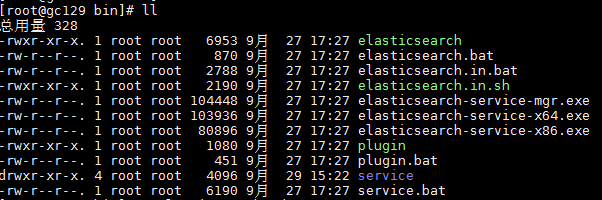 [root@gc129 bin]# ll
总用量 328
-rwxr-xr-x. 1 root root   6953 9月  27 17:27 elasticsearch
-rw-r--r--. 1 root root    870 9月  27 17:27 elasticsearch.bat
-rw-r--r--. 1 root root   2788 9月  27 17:27 elasticsearch.in.bat
-rwxr-xr-x. 1 root root   2190 9月  27 17:27 elasticsearch.in.sh
-rw-r--r--. 1 root root 104448 9月  27 17:27 elasticsearch-service-mgr.exe
-rw-r--r--. 1 root root 103936 9月  27 17:27 elasticsearch-service-x64.exe
-rw-r--r--. 1 root root  80896 9月  27 17:27 elasticsearch-service-x86.exe
-rwxr-xr-x. 1 root root   1080 9月  27 17:27 plugin
-rw-r--r--. 1 root root    451 9月  27 17:27 plugin.bat
drwxr-xr-x. 4 root root   4096 9月  29 15:22 service
-rw-r--r--. 1 root root   6190 9月  27 17:27 service.bat